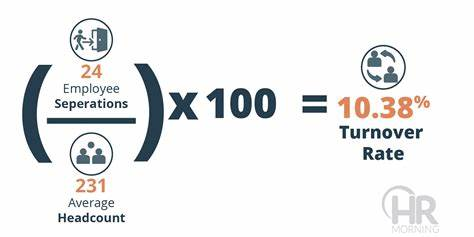 24
Employee
Seperations
231
Average
Headcount
x 100
=
10.38%
Turnover
Rate
HR
MORNING